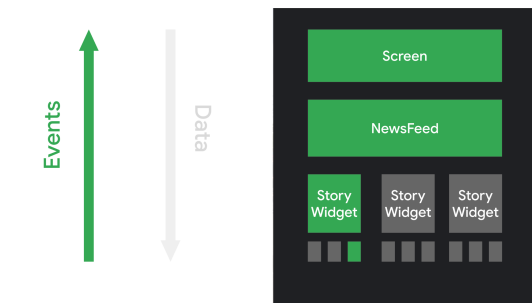 Events
Data
Screen
NewsFeed
Story
Widget
Story
Widget
Story
Widget